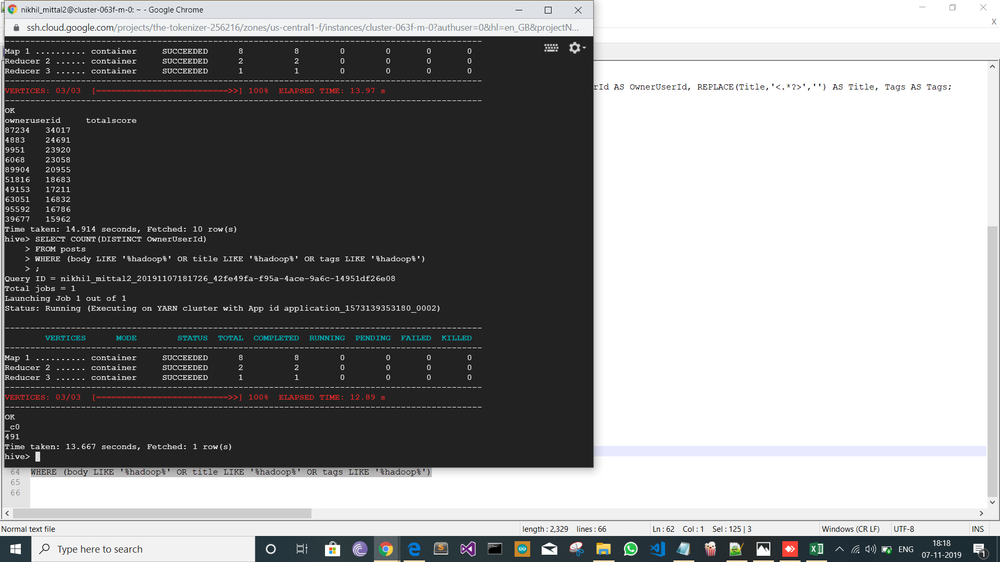 nikhil_mittal2@cluster-063f-m-0: ~ - Google Chrome
ssh.cloud.google.com/projects/the-tokenizer-256216/zones/us-central1-f/instances/cluster-063f-m-0?authuser=0&hl=en_GB&projectN...
--------------------------------------------------------------------------------
Map 1 .......... container SUCCEEDED 8 8 0 0 0 0
Reducer 2 ...... container SUCCEEDED 2 2 0 0 0 0
Reducer 3 ...... container SUCCEEDED 1 1 0 0 0 0
--------------------------------------------------------------------------------
VERTICES: 03/03 [==========================>>] 100% ELAPSED TIME: 13.97 s
--------------------------------------------------------------------------------
OK
owneruserid totalscore
87234 34017
4883 24691
9951 23920
6068 23058
89904 20955
51816 18683
49153 17211
63051 16832
95592 16786
39677 15962
Time taken: 14.914 seconds, Fetched: 10 row(s)
hive> SELECT COUNT(DISTINCT OwnerUserId)
> FROM posts
> WHERE (body LIKE '%hadoop%' OR title LIKE '%hadoop%' OR tags LIKE '%hadoop%')
> ;
Query ID = nikhil_mittal2_20191107181726_42fe49fa-f95a-4ace-9a6c-14951df26e08
Total jobs = 1
Launching Job 1 out of 1
Status: Running (Executing on YARN cluster with App id application_1573139353180_0002)
--------------------------------------------------------------------------------
VERTICES MODE STATUS TOTAL COMPLETED RUNNING PENDING FAILED KILLED
--------------------------------------------------------------------------------
Map 1 .......... container SUCCEEDED 8 8 0 0 0 0
Reducer 2 ...... container SUCCEEDED 2 2 0 0 0 0
Reducer 3 ...... container SUCCEEDED 1 1 0 0 0 0
--------------------------------------------------------------------------------
VERTICES: 03/03 [==========================>>] 100% ELAPSED TIME: 12.89 s
--------------------------------------------------------------------------------
OK
_c0
491
Time taken: 13.667 seconds, Fetched: 1 row(s)
hive>
X
rId AS OwnerUserId, REPLACE(Title,'<.*?>','') AS Title, Tags AS Tags;
64 WHERE (body LIKE '%hadoop%' OR title LIKE '%hadoop%' OR tags LIKE '%hadoop%')
65
66
Normal text file length : 2,329 lines : 66 Ln : 62 Col : 1 Sel : 125 | 3 Windows (CR LF) UTF-8 INS
Type here to search
ENG
18:18
07-11-2019
1